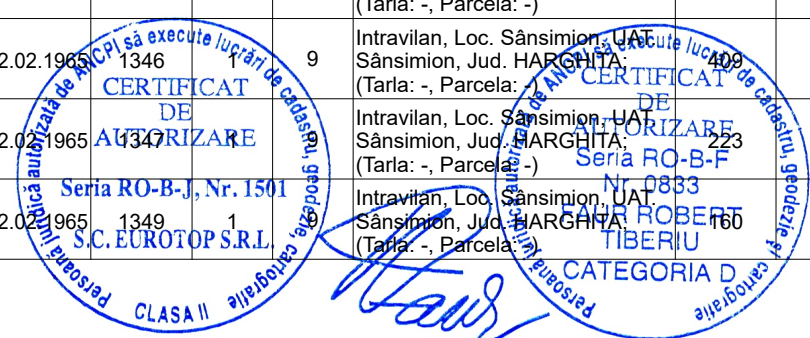 (Tarla: -, Parcela: -)
2.02.1965 1346 1 9 Intravilan, Loc. Sânsimion, UAT. Sânsimion, Jud. HARGHITA; (Tarla: -, Parcela: -) 409
2.02.1965 1347 1 9 Intravilan, Loc. Sânsimion, UAT. Sânsimion, Jud. HARGHITA; (Tarla: -, Parcela: -) 223
2.02.1965 1349 1 9 Intravilan, Loc. Sânsimion, UAT. Sânsimion, Jud. HARGHITA; (Tarla: -, Parcela: -) 160
Persoană juridică autorizată de ANCPI să execute lucrări de cadastru, geodezie, cartografie
CERTIFICAT
DE
AUTORIZARE
Seria RO-B-J, Nr. 1501
S.C. EUROTOP S.R.L.
CLASA II
autorizată de ANCPI să execute lucrări de cadastru, geodezie și cartografie
CERTIFICAT
DE
AUTORIZARE
Seria RO-B-F
Nr. 0833
FAUR ROBERT
TIBERIU
CATEGORIA D